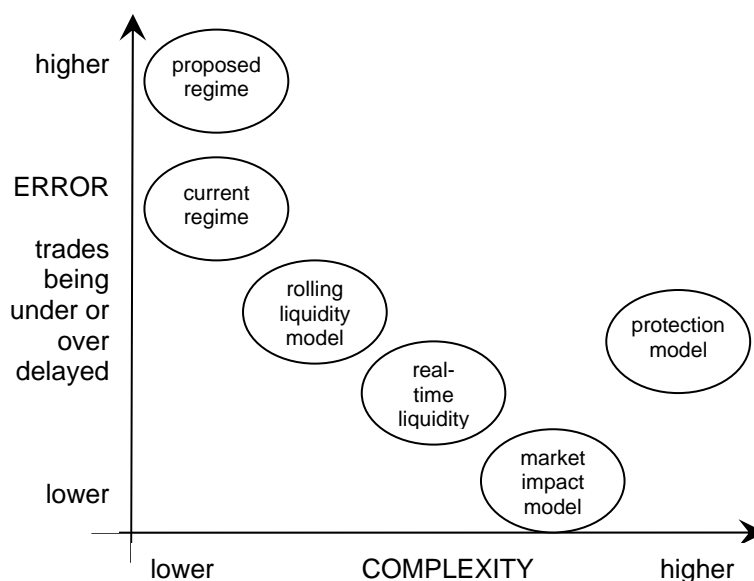 higher
proposed
regime
ERROR
current
regime
trades
being
under or
over
delayed
rolling
liquidity
model
protection
model
real-
time
liquidity
market
impact
model
lower
lower COMPLEXITY higher